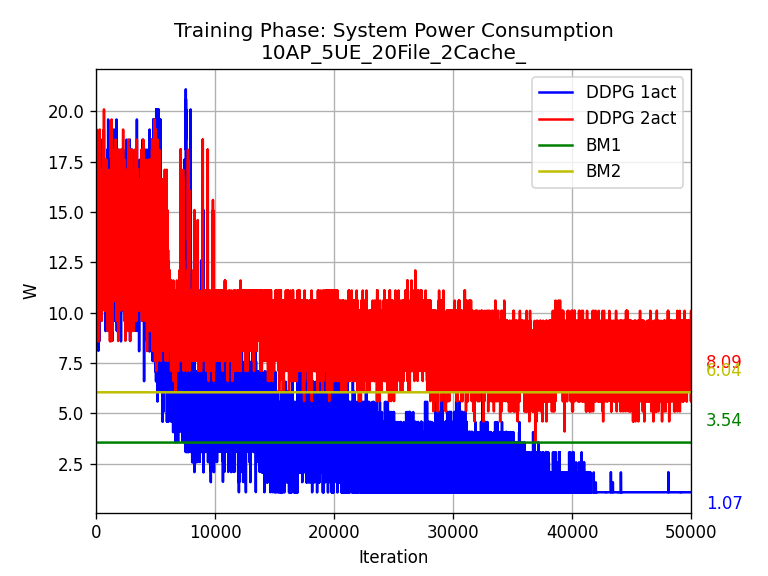 Training Phase: System Power Consumption
10AP_5UE_20File_2Cache_
DDPG 1act
DDPG 2act
BM1
BM2
20.0
17.5
15.0
12.5
10.0
7.5
5.0
2.5
W
8.09
6.04
3.54
1.07
0 10000 20000 30000 40000 50000
Iteration